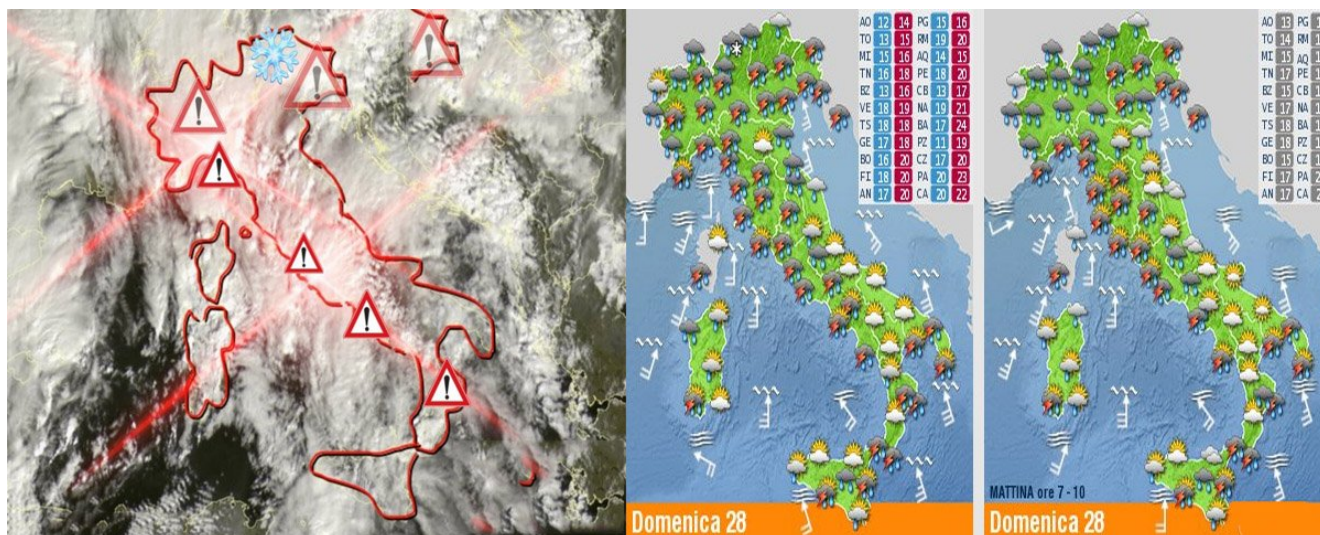 AO 12 14 PG 15 16
TO 13 15 RM 19 20
MI 15 16 AQ 14 15
TN 16 18 PE 18 20
BZ 13 16 CB 13 17
VE 18 19 NA 19 21
TS 18 18 BA 17 24
GE 17 18 PZ 11 19
BO 16 20 CZ 17 20
FI 18 20 PA 20 23
AN 17 20 CA 20 22
Domenica 28
AO 13 PG
TO 14 RM
MI 15 AQ
TN 17 PE
BZ 15 CB
VE 17 NA
TS 18 BA
GE 18 PZ
BO 15 CZ
FI 17 PA
AN 17 CA
MATTINA ore 7 - 10
Domenica 28